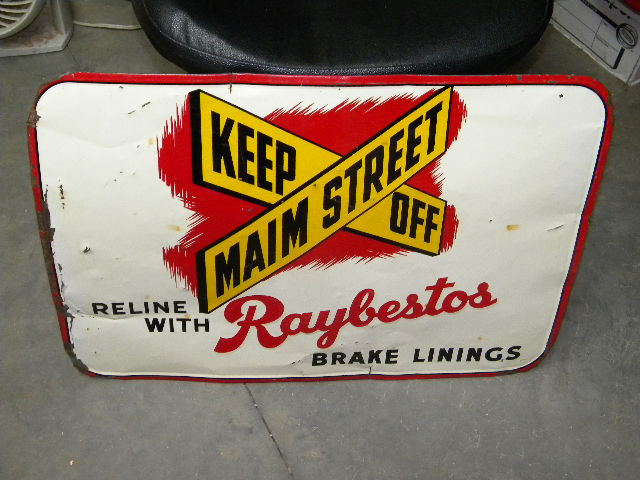 KEEP OFF
MAIM STREET
RELINE
WITH
Raybestos
BRAKE LININGS